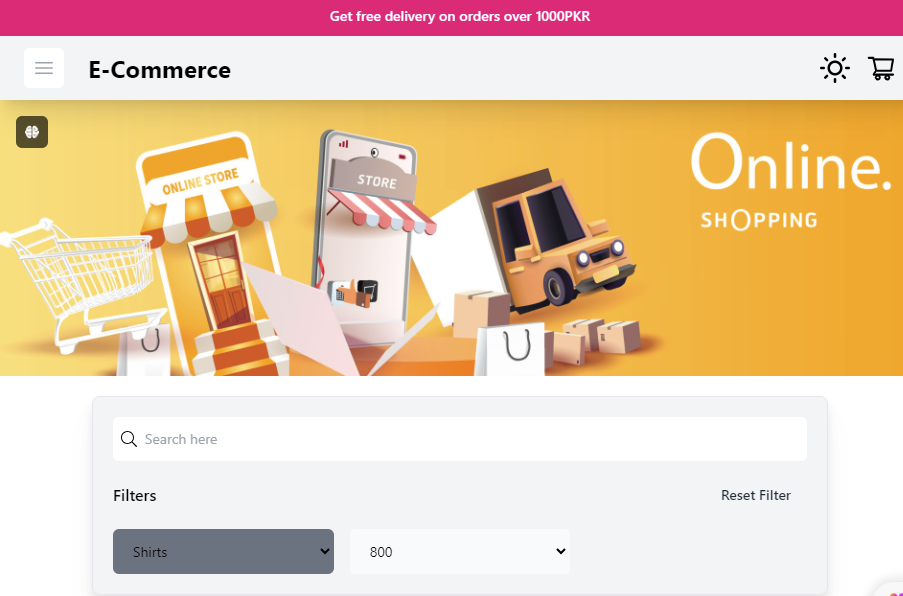 Get free delivery on orders over 1000PKR
E-Commerce
ONLINE STORE
STORE
Online.
SHOPPING
Search here
Filters
Reset Filter
Shirts
800